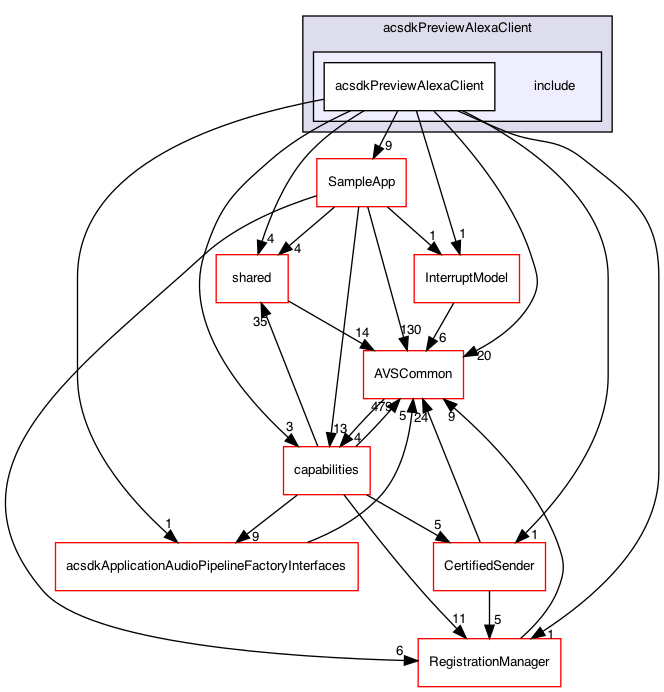 acsdkPreviewAlexaClient
acsdkPreviewAlexaClient
include
9
SampleApp
4
4
1
1
shared
InterruptModel
35
14
130
6
20
AVSCommon
479
5
24
9
3
13
4
capabilities
1
9
5
1
acsdkApplicationAudioPipelineFactoryInterfaces
CertifiedSender
11
5
1
6
RegistrationManager